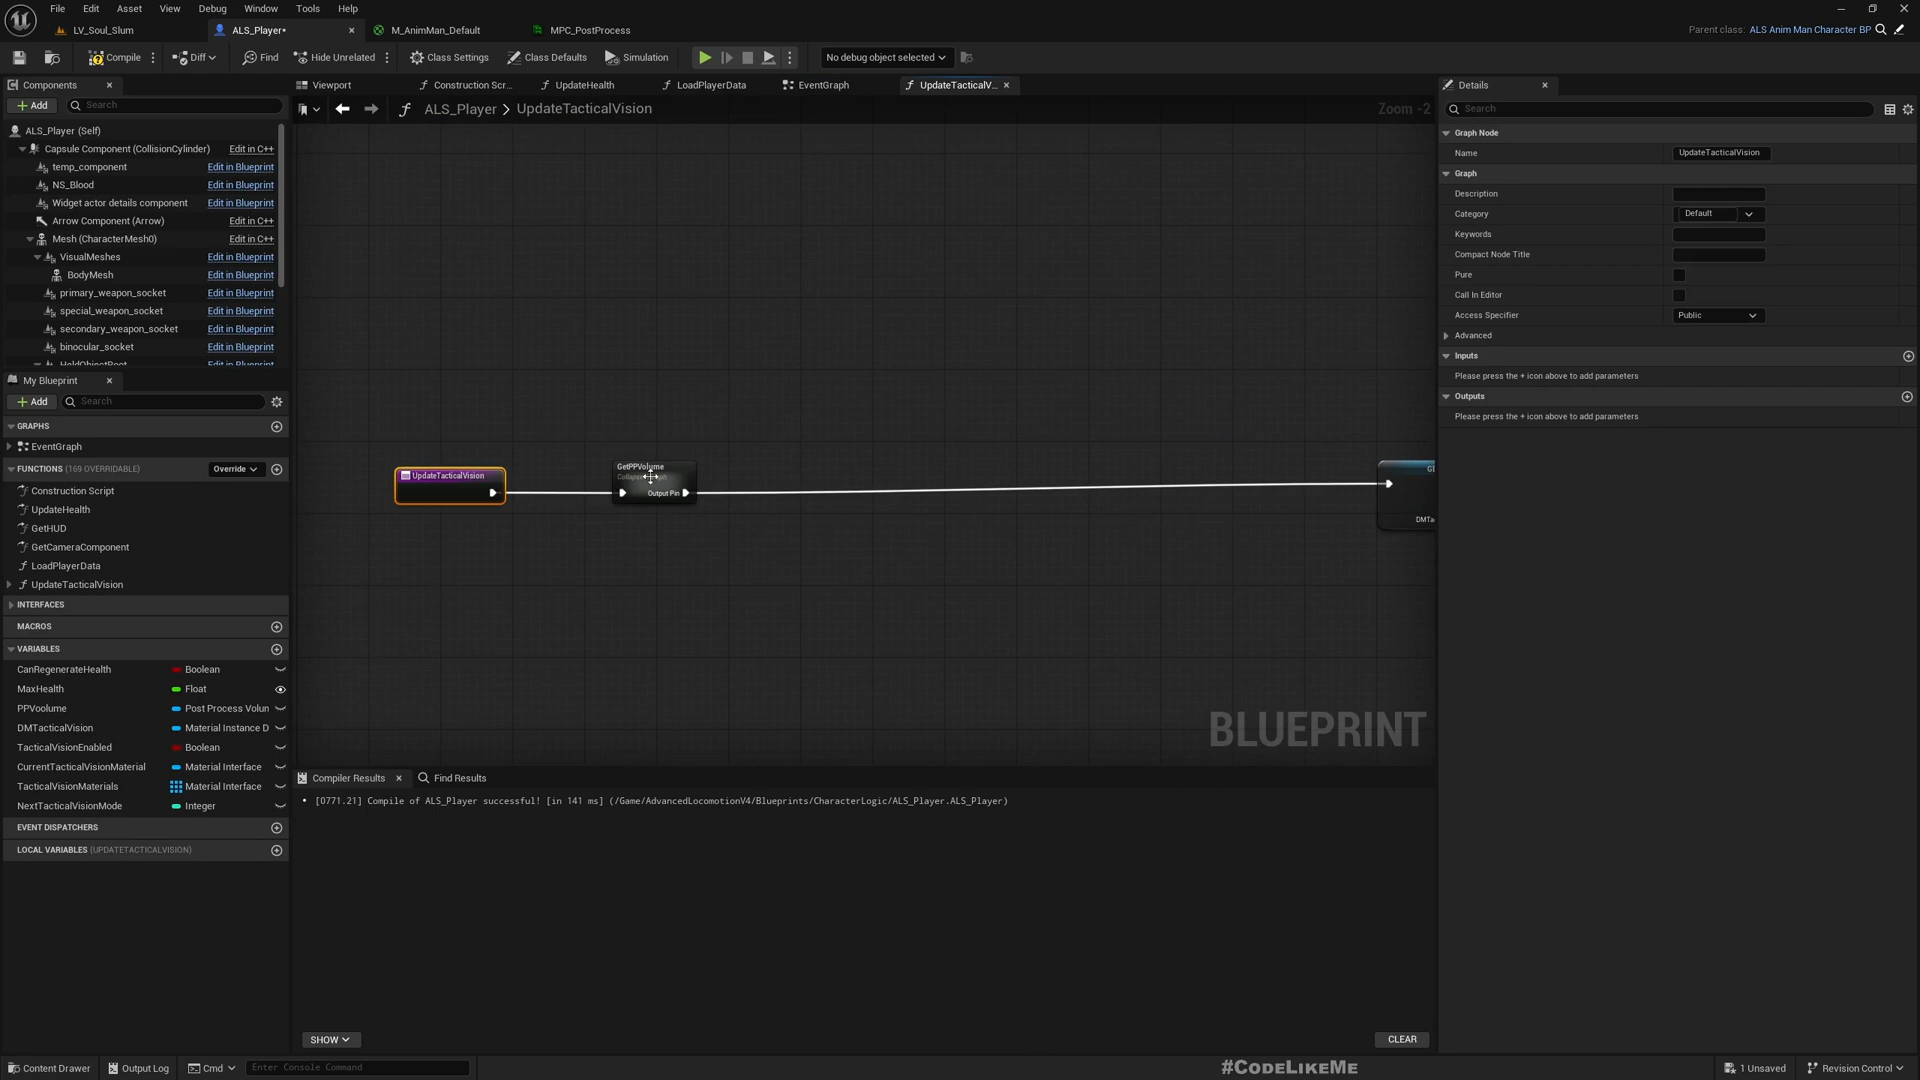 File Edit Asset View Debug Window Tools Help
LV_Soul_Slum
ALS_Player•
M_AnimMan_Default
MPC_PostProcess
Parent class: ALS Anim Man Character BP
Compile
Diff
Find
Hide Unrelated
Class Settings
Class Defaults
Simulation
No debug object selected
Components
Viewport
Construction Scr...
UpdateHealth
LoadPlayerData
EventGraph
UpdateTacticalV...
Details
Add
Search
ALS_Player > UpdateTacticalVision
Zoom -2
Search
ALS_Player (Self)
Capsule Component (CollisionCylinder) Edit in C++
temp_component Edit in Blueprint
NS_Blood Edit in Blueprint
Widget actor details component Edit in Blueprint
Arrow Component (Arrow) Edit in C++
Mesh (CharacterMesh0) Edit in C++
VisualMeshes Edit in Blueprint
BodyMesh Edit in Blueprint
primary_weapon_socket Edit in Blueprint
special_weapon_socket Edit in Blueprint
secondary_weapon_socket Edit in Blueprint
binocular_socket Edit in Blueprint
HeldObjectRoot Edit in Blueprint
My Blueprint
Add
Search
GRAPHS
EventGraph
FUNCTIONS (169 OVERRIDABLE) Override
Construction Script
UpdateHealth
GetHUD
GetCameraComponent
LoadPlayerData
UpdateTacticalVision
INTERFACES
MACROS
VARIABLES
CanRegenerateHealth Boolean
MaxHealth Float
PPVoolume Post Process Volun
DMTacticalVision Material Instance D
TacticalVisionEnabled Boolean
CurrentTacticalVisionMaterial Material Interface
TacticalVisionMaterials Material Interface
NextTacticalVisionMode Integer
EVENT DISPATCHERS
LOCAL VARIABLES (UPDATETACTICALVISION)
UpdateTacticalVision
GetPPVolume
Output Pin
DMTac
BLUEPRINT
Graph Node
Name UpdateTacticalVision
Graph
Description
Category Default
Keywords
Compact Node Title
Pure
Call In Editor
Access Specifier Public
Advanced
Inputs
Please press the + icon above to add parameters
Outputs
Please press the + icon above to add parameters
Compiler Results
Find Results
[0771.21] Compile of ALS_Player successful! [in 141 ms] (/Game/AdvancedLocomotionV4/Blueprints/CharacterLogic/ALS_Player.ALS_Player)
SHOW
CLEAR
Content Drawer
Output Log
Cmd
Enter Console Command
#CODELIKEME
1 Unsaved
Revision Control